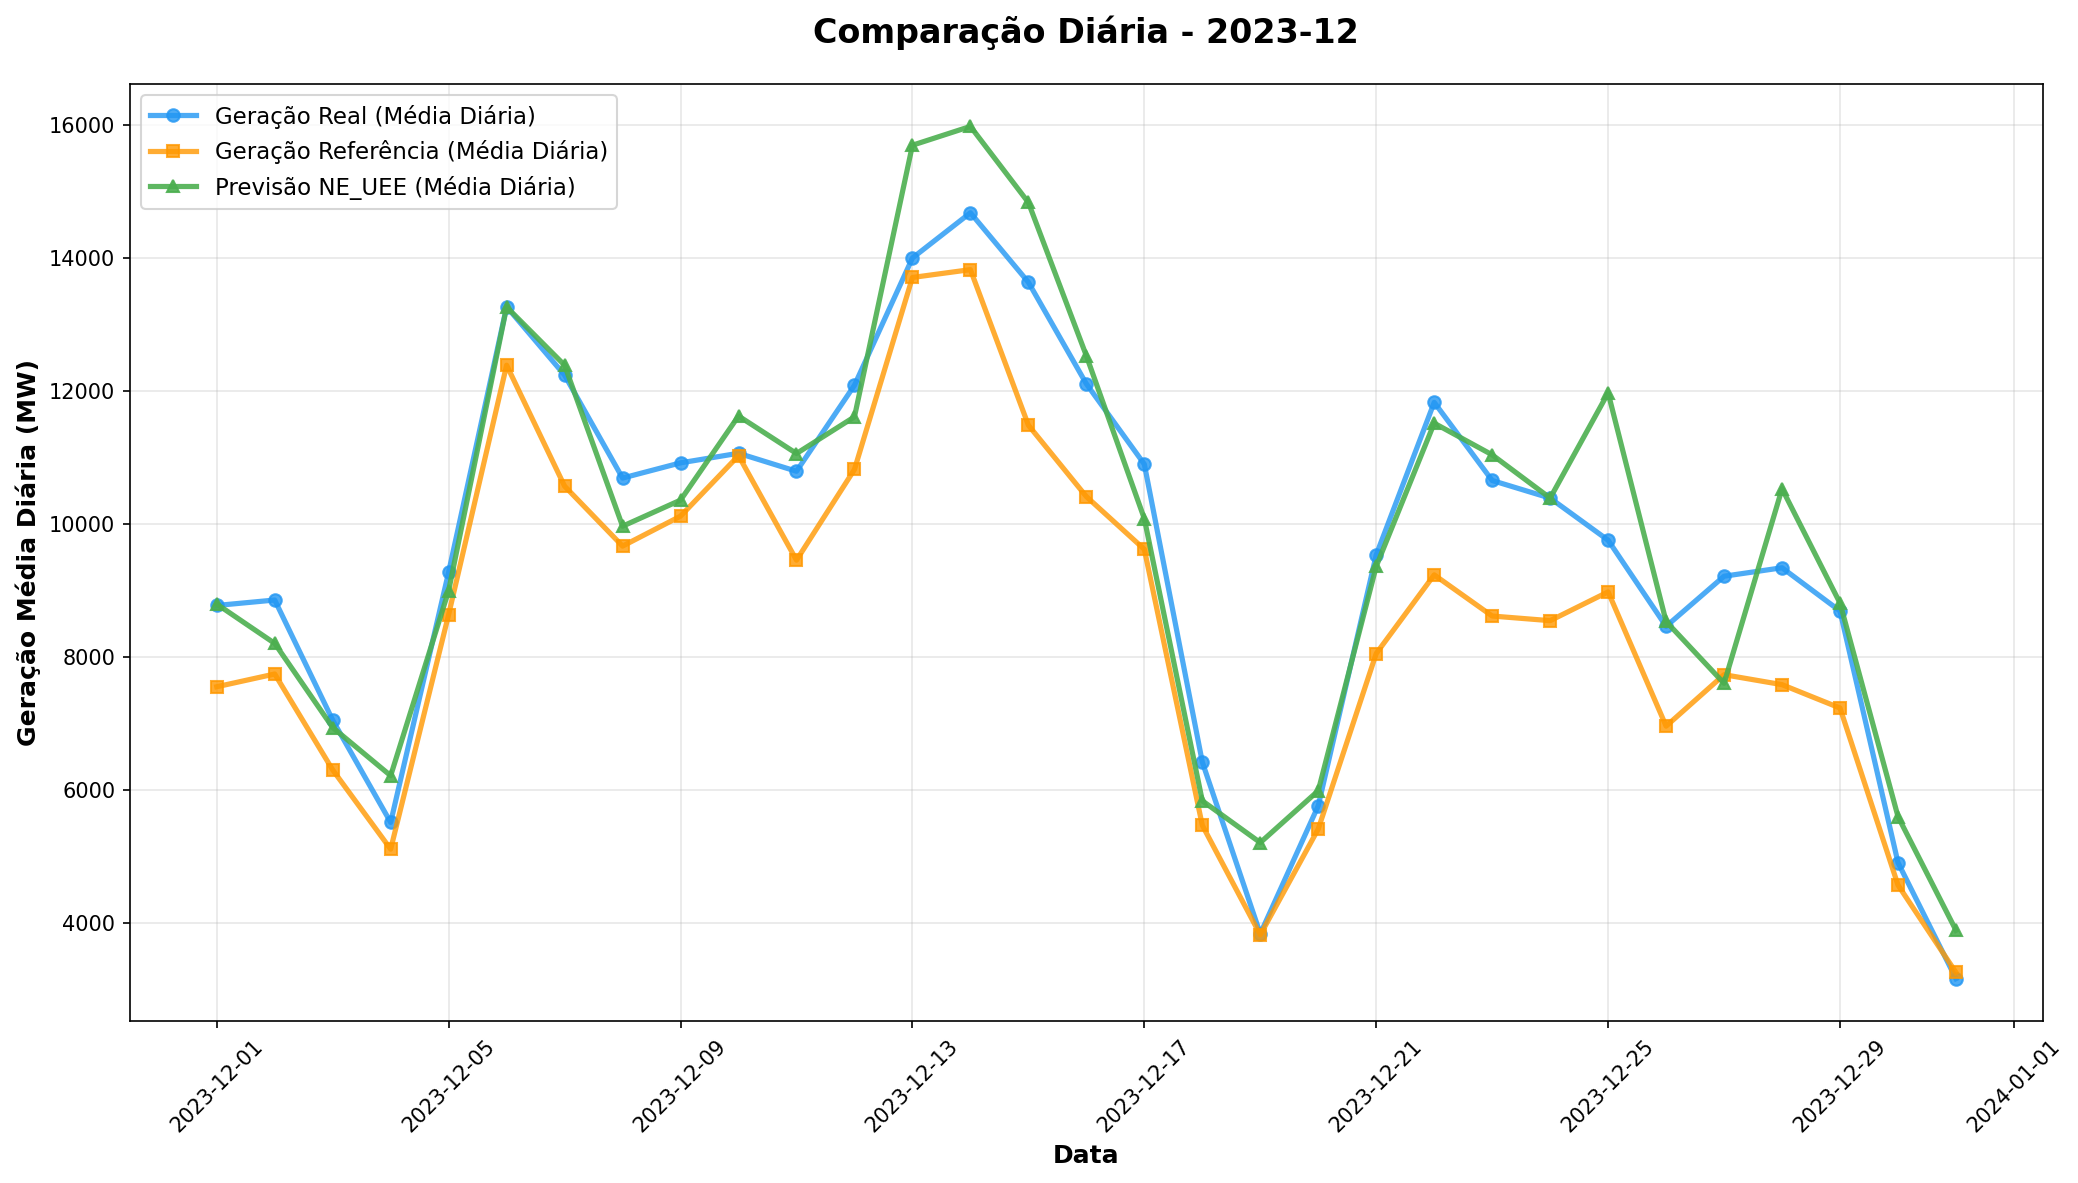 Comparação Diária - 2023-12
Geração Real (Média Diária)
Geração Referência (Média Diária)
Previsão NE_UEE (Média Diária)
Geração Média Diária (MW)
16000
14000
12000
10000
8000
6000
4000
2023-12-01
2023-12-05
2023-12-09
2023-12-13
2023-12-17
2023-12-21
2023-12-25
2023-12-29
2024-01-01
Data